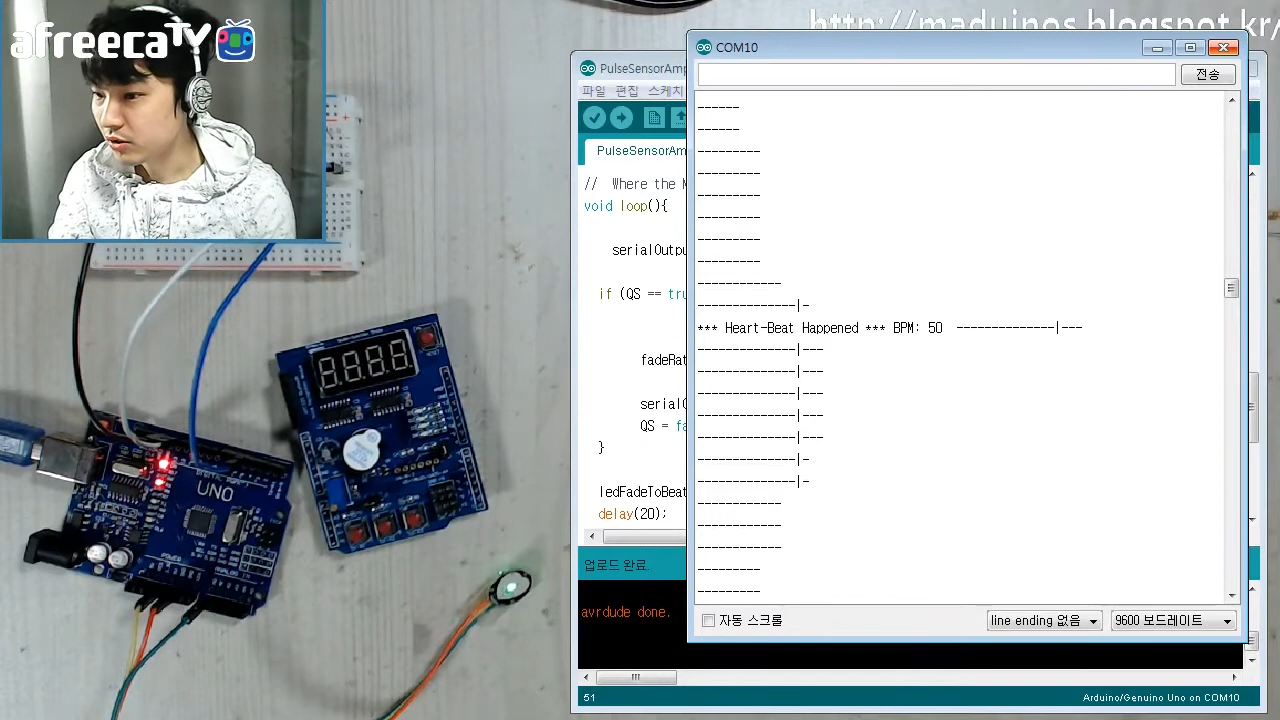 afreecaTV
http://maduinos.blogspot.kr/
COM10
전송
PulseSensorAmp
파일 편집 스케치
PulseSensorAm
// Where the
void loop(){
serialOutpu
if (QS == tru
fadeRat
serialO
QS = fa
}
ledFadeToBeat
delay(20);
------
------
---------
---------
---------
---------
---------
---------
------------
--------------|-
*** Heart-Beat Happened *** BPM: 50 --------------|---
--------------|---
--------------|---
--------------|---
--------------|---
--------------|---
--------------|-
--------------|-
------------
------------
------------
---------
---------
자동 스크롤
line ending 없음
9600 보드레이트
업로드 완료.
avrdude done.
51
Arduino/Genuino Uno on COM10
UNO
POWER